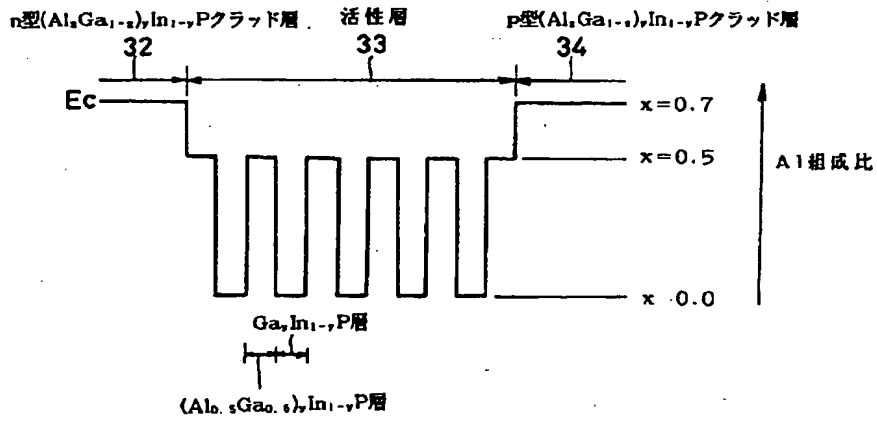 n型(AlxGa1-x)yIn1-yPクラッド層 活性層 p型(AlxGa1-x)yIn1-yPクラッド層
32 33 34
Ec
x=0.7
x=0.5
Al組成比
x 0.0
GayIn1-yP層
(Al0.5Ga0.5)yIn1-yP層